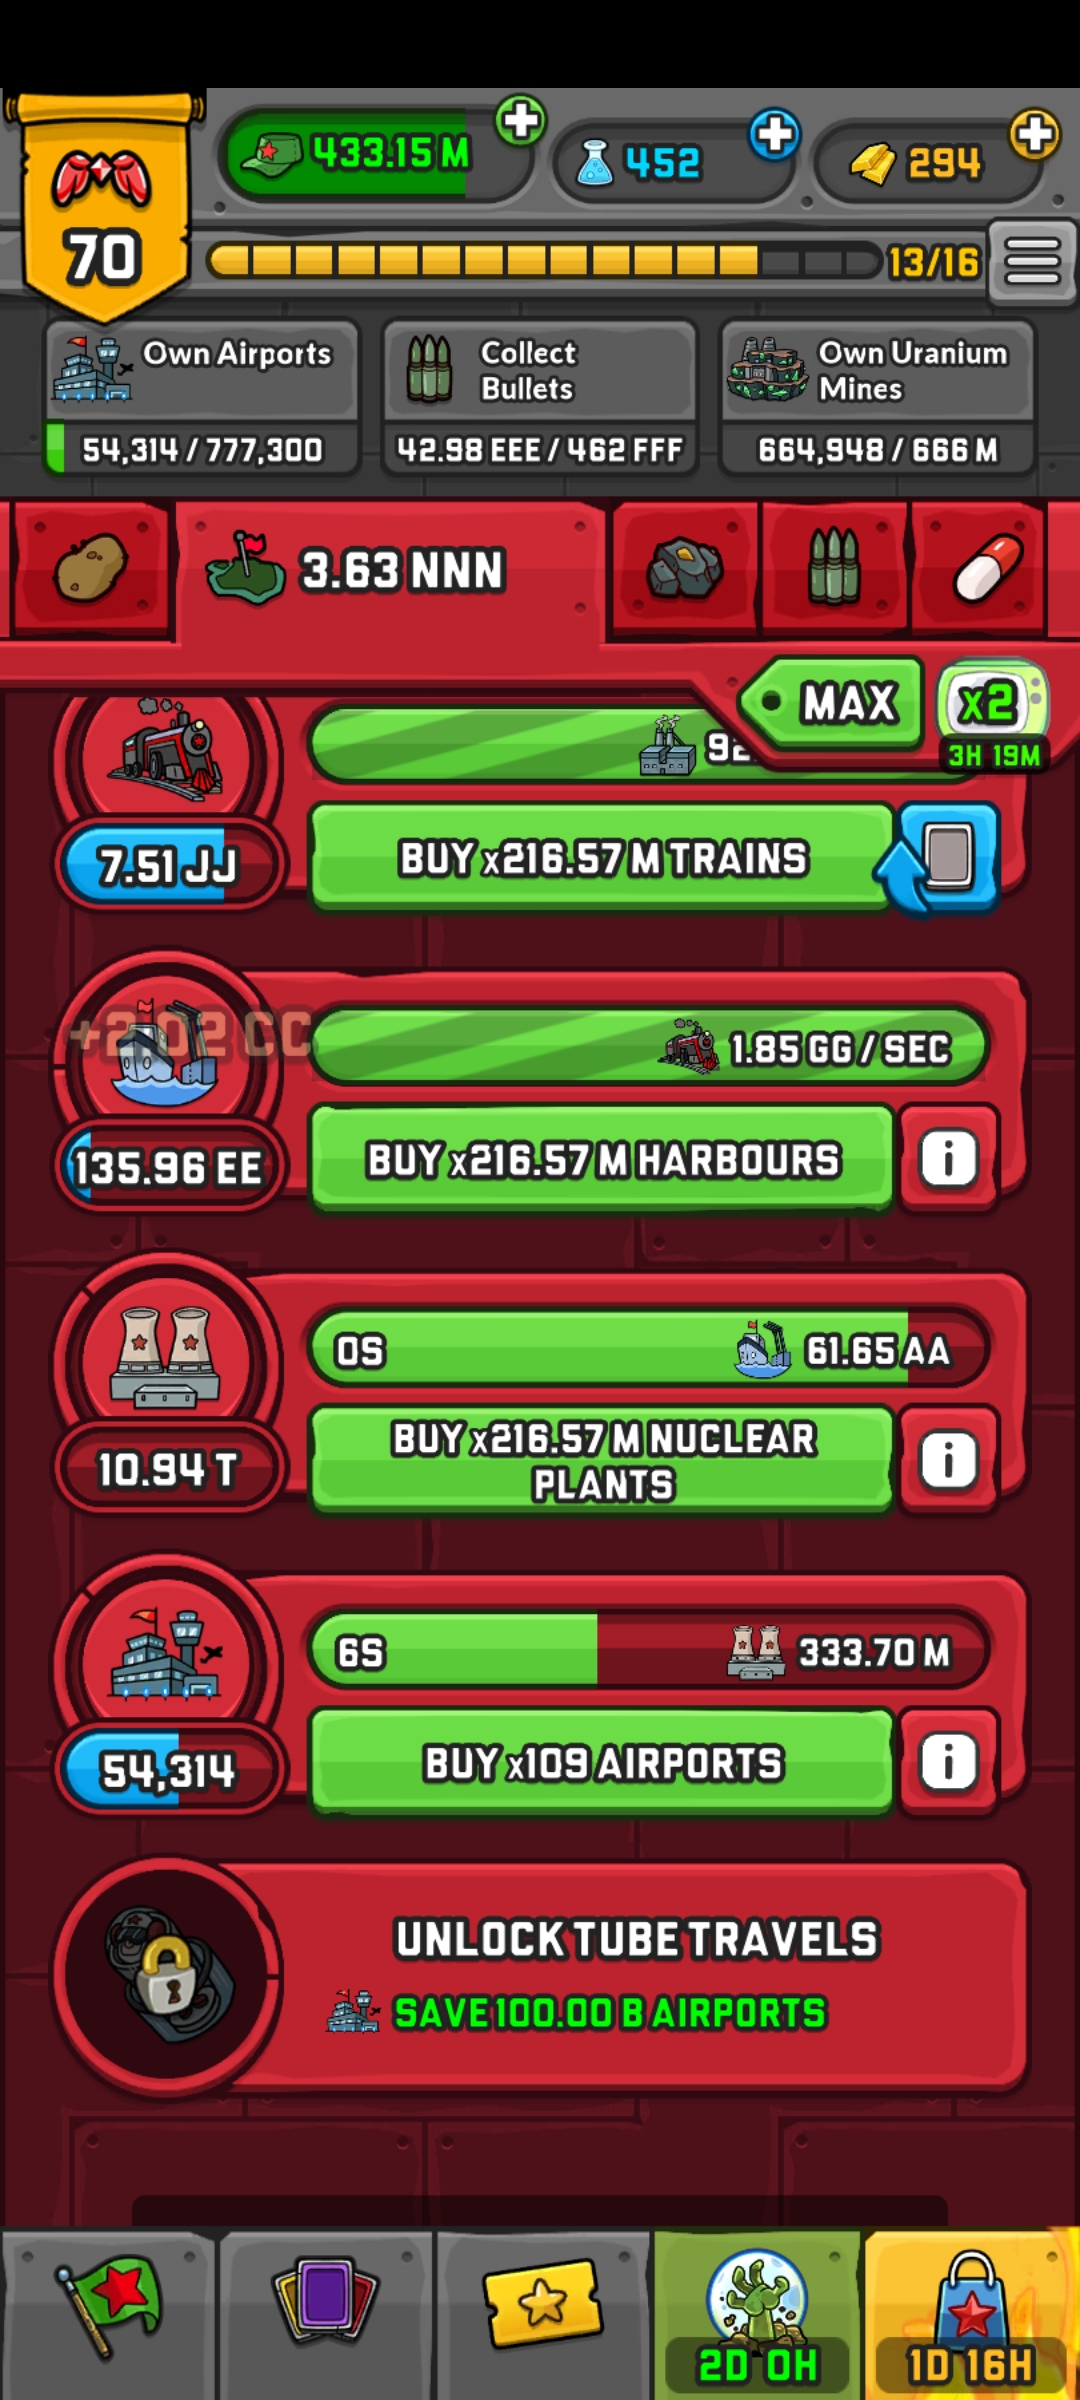 433.15 M
452
294
70
13/16
Own Airports
54,314 / 777,300
Collect
Bullets
42.98 EEE / 462 FFF
Own Uranium
Mines
664,948 / 666 M
3.63 NNN
MAX
x2
3H 19M
7.51 JJ
BUY x216.57 M TRAINS
+2.02 CC
1.85 GG / SEC
135.96 EE
BUY x216.57 M HARBOURS
0S
61.65 AA
10.94 T
BUY x216.57 M NUCLEAR
PLANTS
6S
333.70 M
54,314
BUY x109 AIRPORTS
UNLOCK TUBE TRAVELS
SAVE 100.00 B AIRPORTS
2D 0H
1D 16H